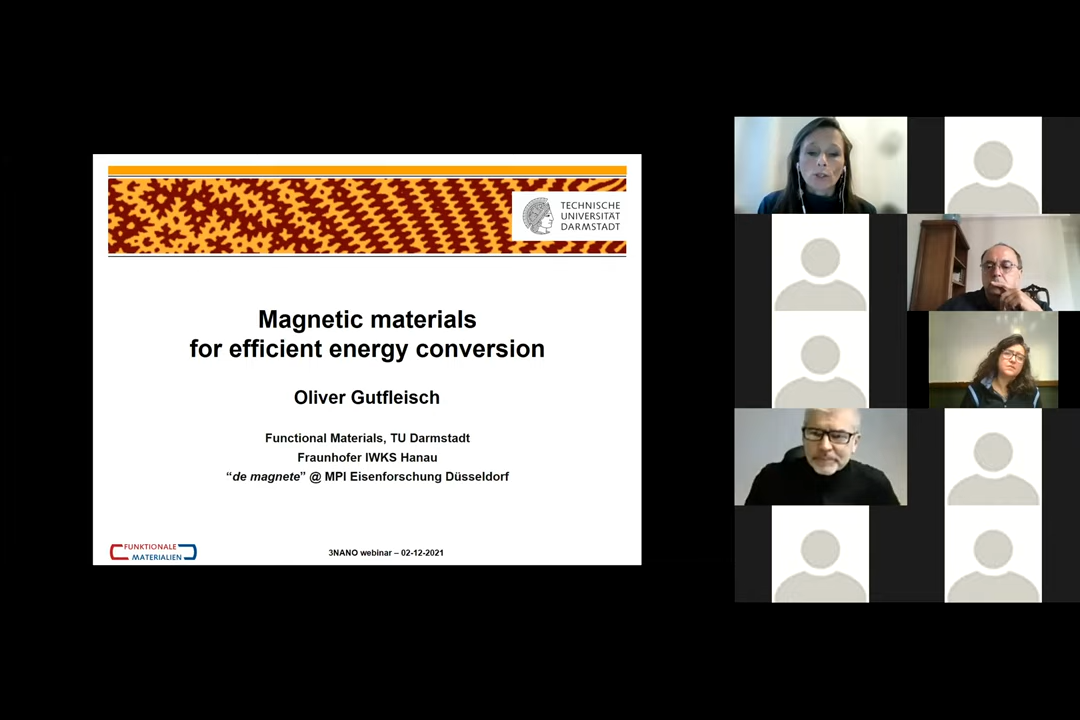 TECHNISCHE
UNIVERSITÄT
DARMSTADT
Magnetic materials
for efficient energy conversion
Oliver Gutfleisch
Functional Materials, TU Darmstadt
Fraunhofer IWKS Hanau
“de magnete” @ MPI Eisenforschung Düsseldorf
FUNKTIONALE
MATERIALIEN
3NANO webinar – 02-12-2021